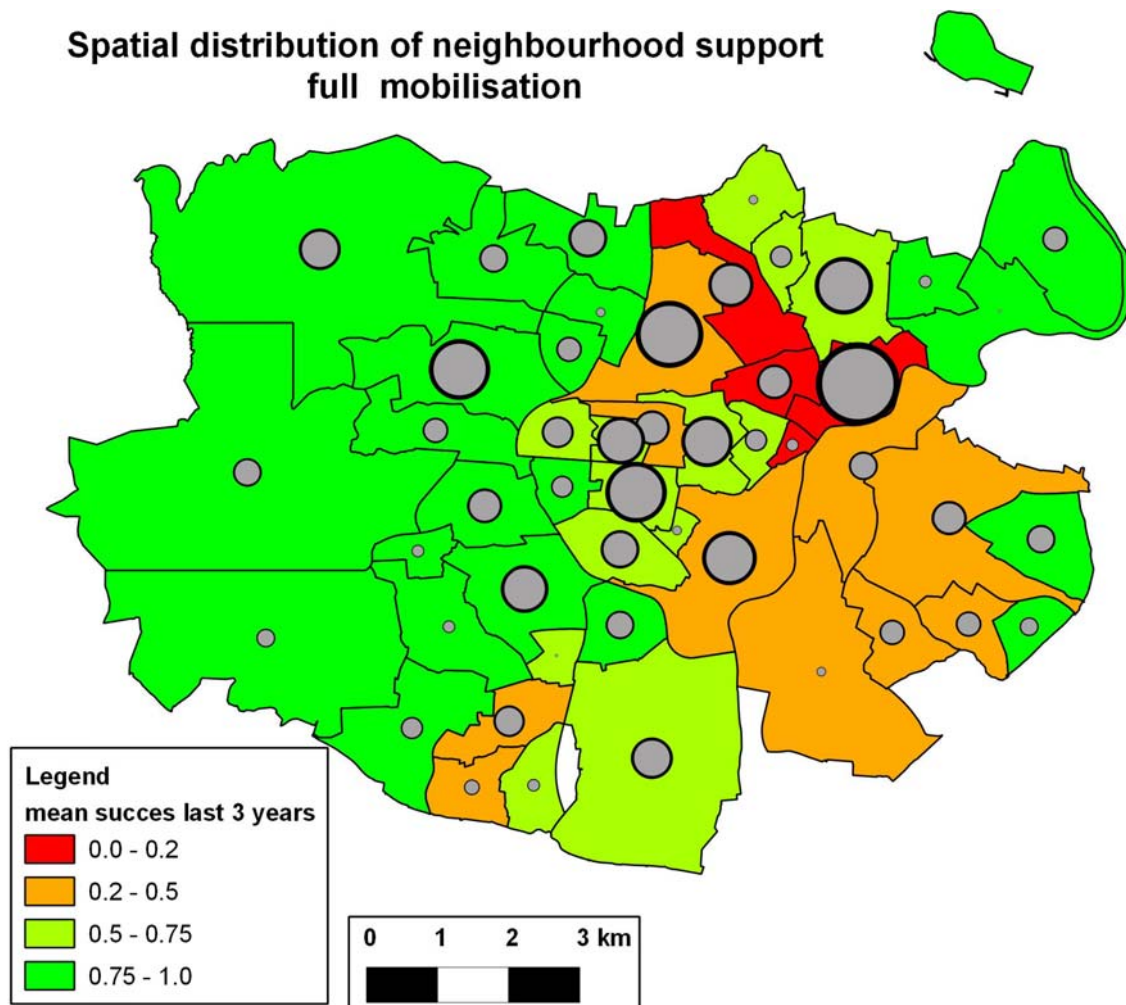 Spatial distribution of neighbourhood support
full mobilisation
Legend
mean succes last 3 years
0.0 - 0.2
0.2 - 0.5
0.5 - 0.75
0.75 - 1.0
0 1 2 3 km